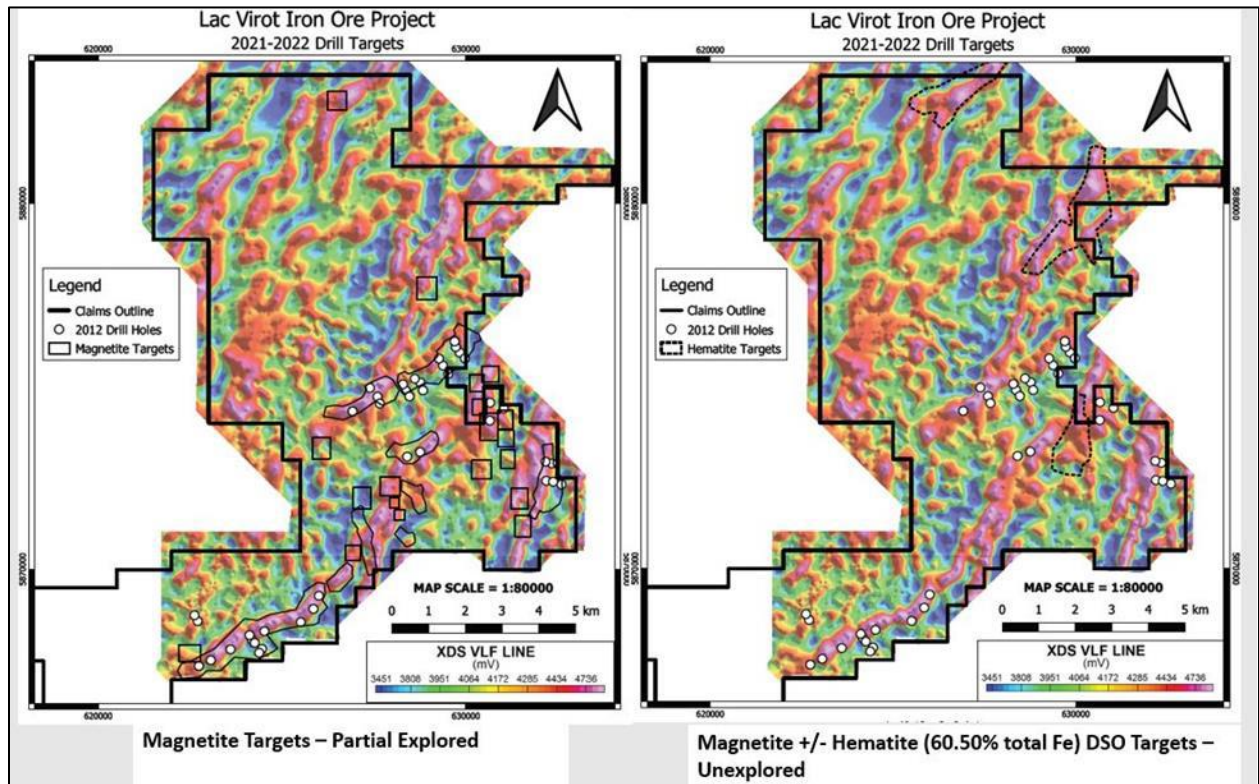 Lac Virot Iron Ore Project
2021-2022 Drill Targets
620000
630000
5880000
Legend
Claims Outline
2012 Drill Holes
Magnetite Targets
5870000
MAP SCALE = 1:80000
0 1 2 3 4 5 km
XDS VLF LINE
(mV)
3451 3808 3951 4064 4172 4285 4434 4736
620000
630000
Magnetite Targets – Partial Explored
Lac Virot Iron Ore Project
2021-2022 Drill Targets
620000
630000
5880000
Legend
Claims Outline
2012 Drill Holes
Hematite Targets
5870000
MAP SCALE = 1:80000
0 1 2 3 4 5 km
XDS VLF LINE
(mV)
3451 3808 3951 4064 4172 4285 4434 4736
620000
630000
Magnetite +/- Hematite (60.50% total Fe) DSO Targets –
Unexplored